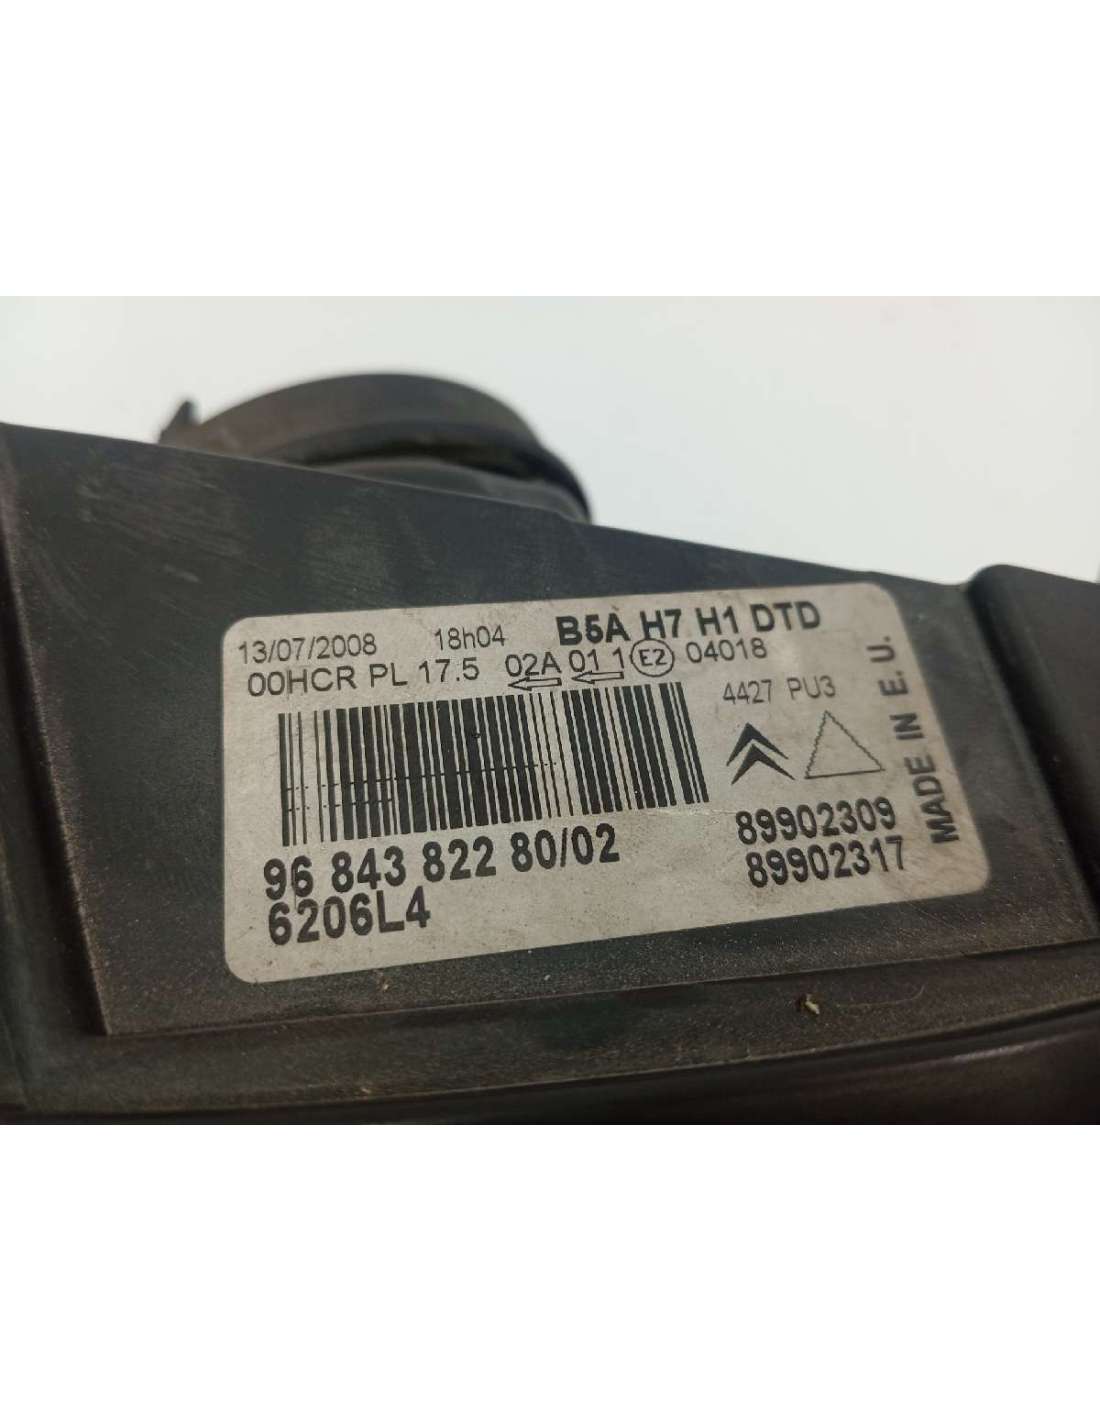 13/07/2008 18h04 B5A H7 H1 DTD
00HCR PL 17.5 02A 01 1 E2 04018
4427 PU3
MADE IN E.U.
96 843 822 80/02
89902309
6206L4
89902317